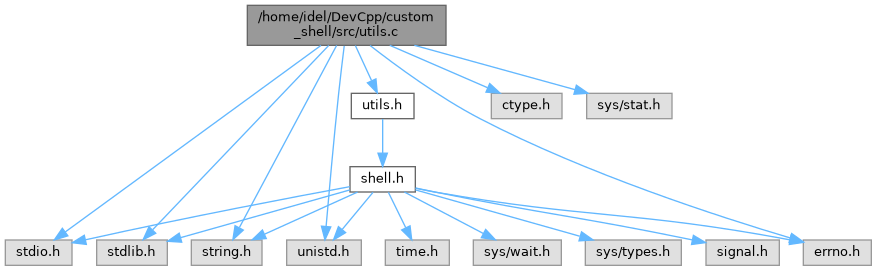 /home/idel/DevCpp/custom
_shell/src/utils.c
utils.h
ctype.h
sys/stat.h
shell.h
stdio.h
stdlib.h
string.h
unistd.h
time.h
sys/wait.h
sys/types.h
signal.h
errno.h